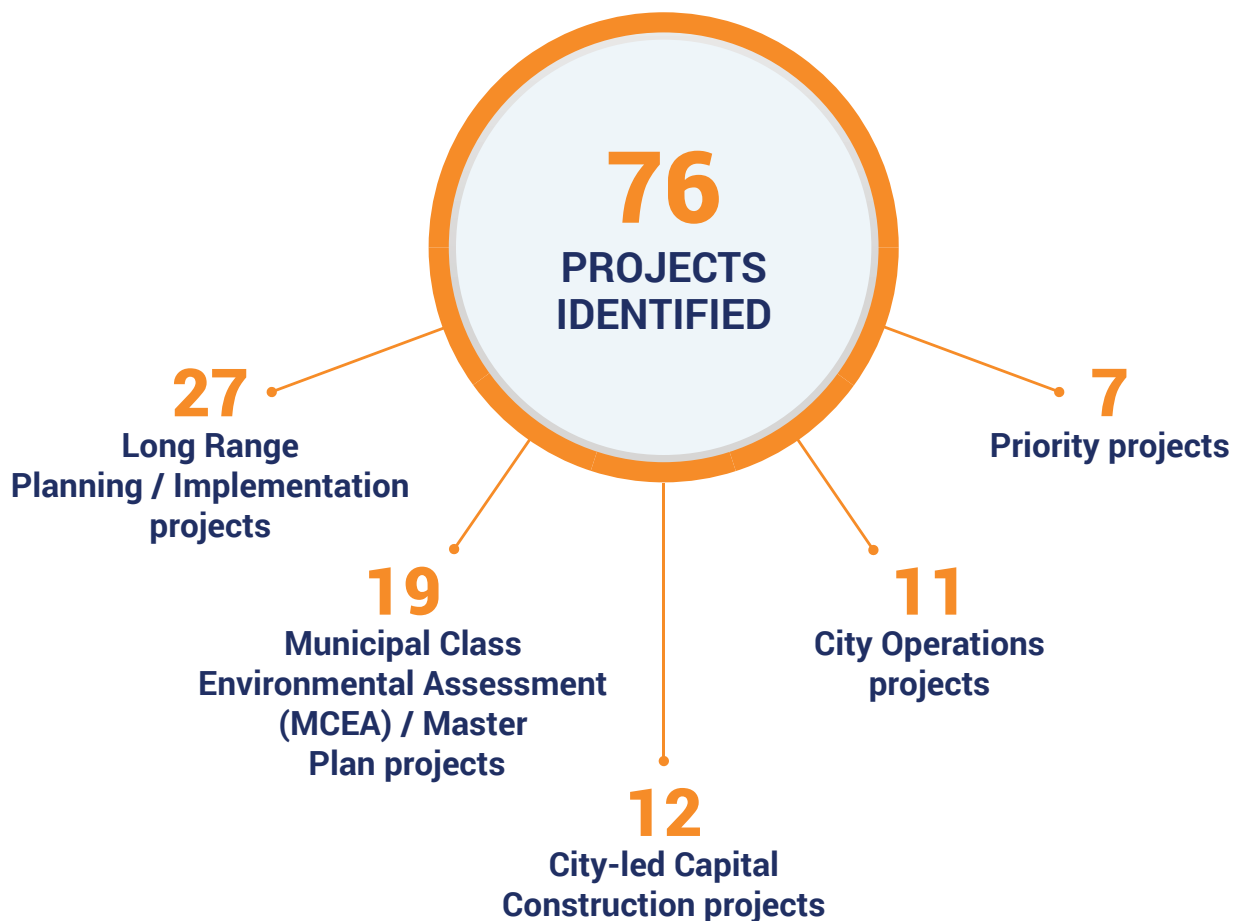 76
PROJECTS
IDENTIFIED
27
Long Range
Planning / Implementation
projects
19
Municipal Class
Environmental Assessment
(MCEA) / Master
Plan projects
12
City-led Capital
Construction projects
11
City Operations
projects
7
Priority projects